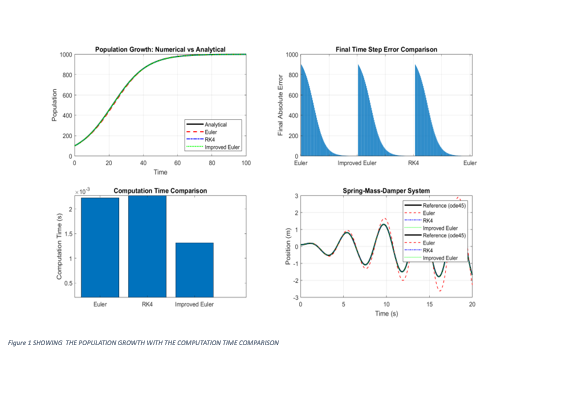 Population Growth: Numerical vs Analytical
1000
800
600
400
200
0
Population
0 20 40 60 80 100
Time
Analytical
Euler
RK4
Improved Euler
Final Time Step Error Comparison
1000
800
600
400
200
0
Final Absolute Error
Euler Improved Euler RK4 Euler
Computation Time Comparison
2
1.5
1
0.5
Computation Time (s)
Euler RK4 Improved Euler
Spring-Mass-Damper System
3
2
1
0
-1
-2
-3
Position (m)
0 5 10 15 20
Time (s)
Reference (ode45)
Euler
RK4
Improved Euler
Reference (ode45)
Euler
RK4
Improved Euler
Figure 1 SHOWING THE POPULATION GROWTH WITH THE COMPUTATION TIME COMPARISON